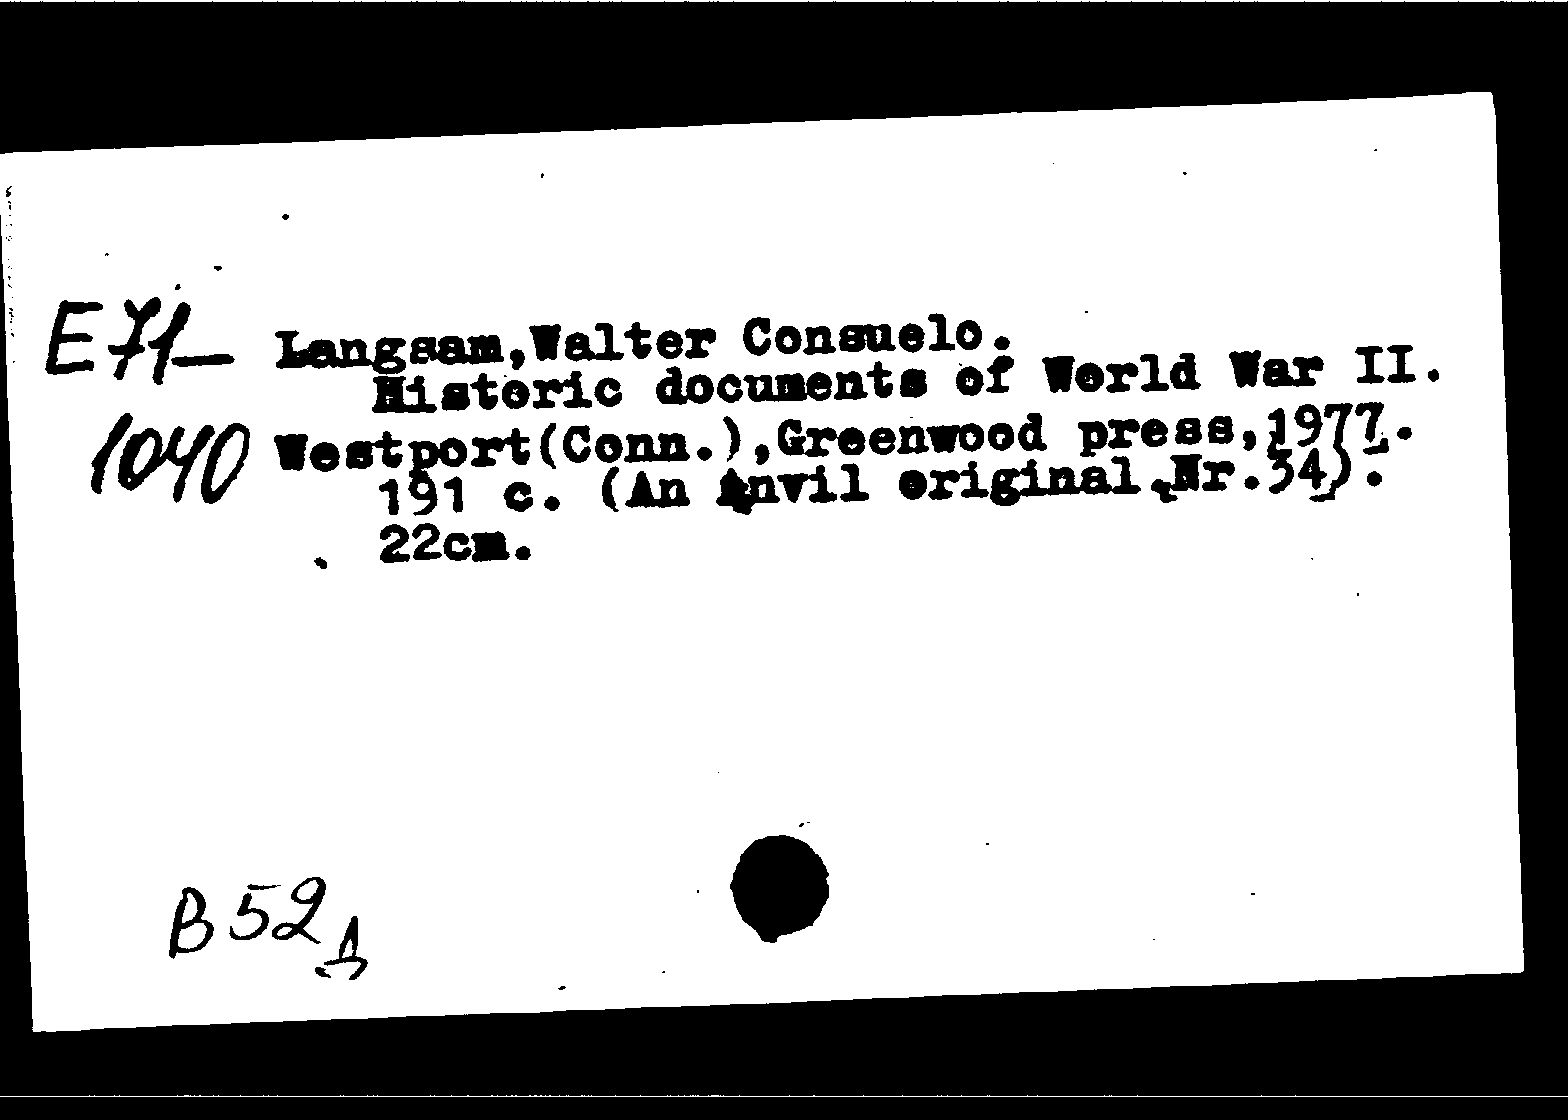 E71-
1040
Langsam,Walter Consuelo.
Historic documents of World War II.
Westport(Conn.),Greenwood press,1977.
191 c. (An Anvil original,Nr.34).
22cm.
B52д